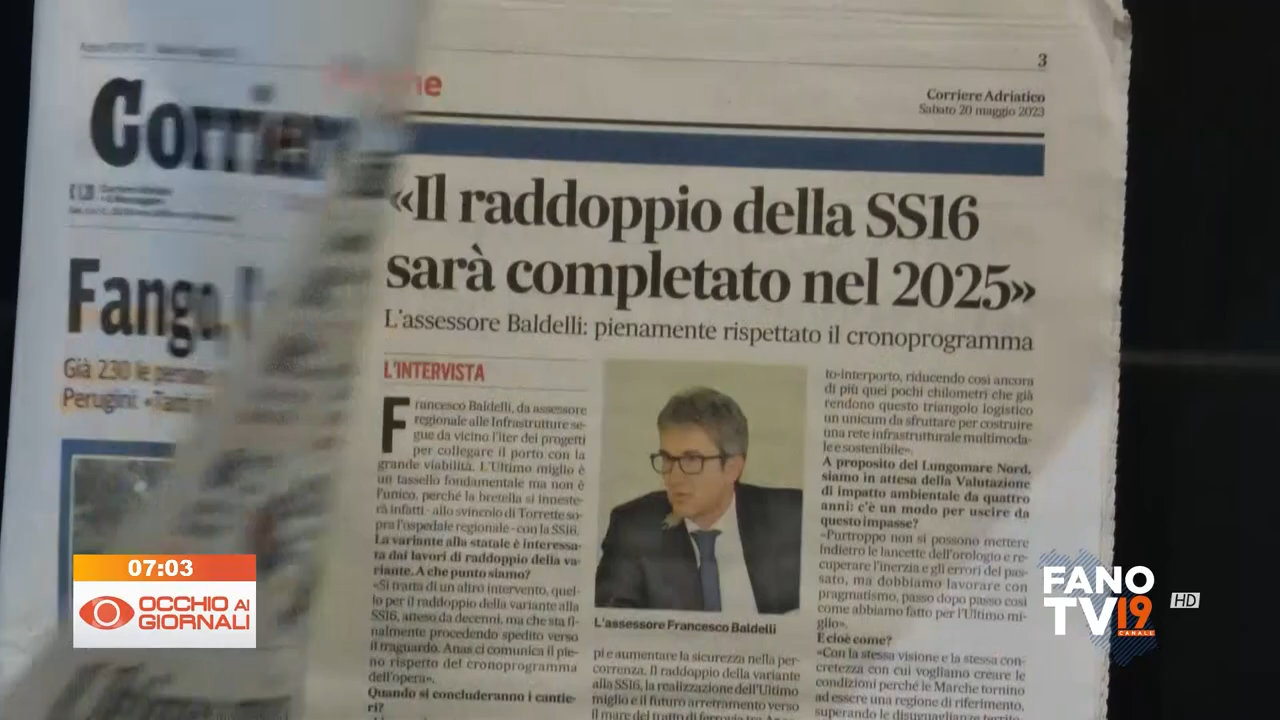 3
Corriere Adriatico
Sabato 20 maggio 2023
Corrier
Fango
Già 230 le
Perugini:
«Il raddoppio della SS16
sarà completato nel 2025»
L'assessore Baldelli: pienamente rispettato il cronoprogramma
L'INTERVISTA
Francesco Baldelli, da assessore
regionale alle Infrastrutture se-
gue da vicino l'iter dei progetti
per collegare il porto con la
grande viabilità. L'Ultimo miglio è
un tassello fondamentale ma non è
l'unico, perché la bretella si inneste-
rà infatti - allo svincolo di Torrette so-
pra l'ospedale regionale - con la SS16.
La variante alla statale è interessa-
ta dai lavori di raddoppio della va-
riante. A che punto siamo?
«Si tratta di un altro intervento, quel-
lo per il raddoppio della variante alla
SS16, atteso da decenni, ma che sta fi-
nalmente procedendo spedito verso
il traguardo. Anas ci comunica il pie-
no rispetto del cronoprogramma
dell'opera».
Quando si concluderanno i cantie-
ri?
L'assessore Francesco Baldelli
pi e aumentare la sicurezza nella per-
correnza. Il raddoppio della variante
alla SS16, la realizzazione dell'Ultimo
miglio e il futuro arretramento verso
il mare del tratto di ferrovia tra
to-interporto, riducendo così ancora
di più quei pochi chilometri che già
rendono questo triangolo logistico
un unicum da sfruttare per costruire
una rete infrastrutturale multimoda-
le e sostenibile».
A proposito del Lungomare Nord,
siamo in attesa della Valutazione
di impatto ambientale da quattro
anni: c'è un modo per uscire da
questo impasse?
«Purtroppo non si possono mettere
indietro le lancette dell'orologio e re-
cuperare l'inerzia e gli errori del pas-
sato, ma dobbiamo lavorare con
pragmatismo, passo dopo passo così
come abbiamo fatto per l'Ultimo mi-
glio».
E cioè come?
«Con la stessa visione e la stessa con-
cretezza con cui vogliamo creare le
condizioni perché le Marche tornino
ad essere una regione di riferimento,
superando le disuguaglianze
07:03
OCCHIO AI
GIORNALI
FANO
TV19
CANALE
HD